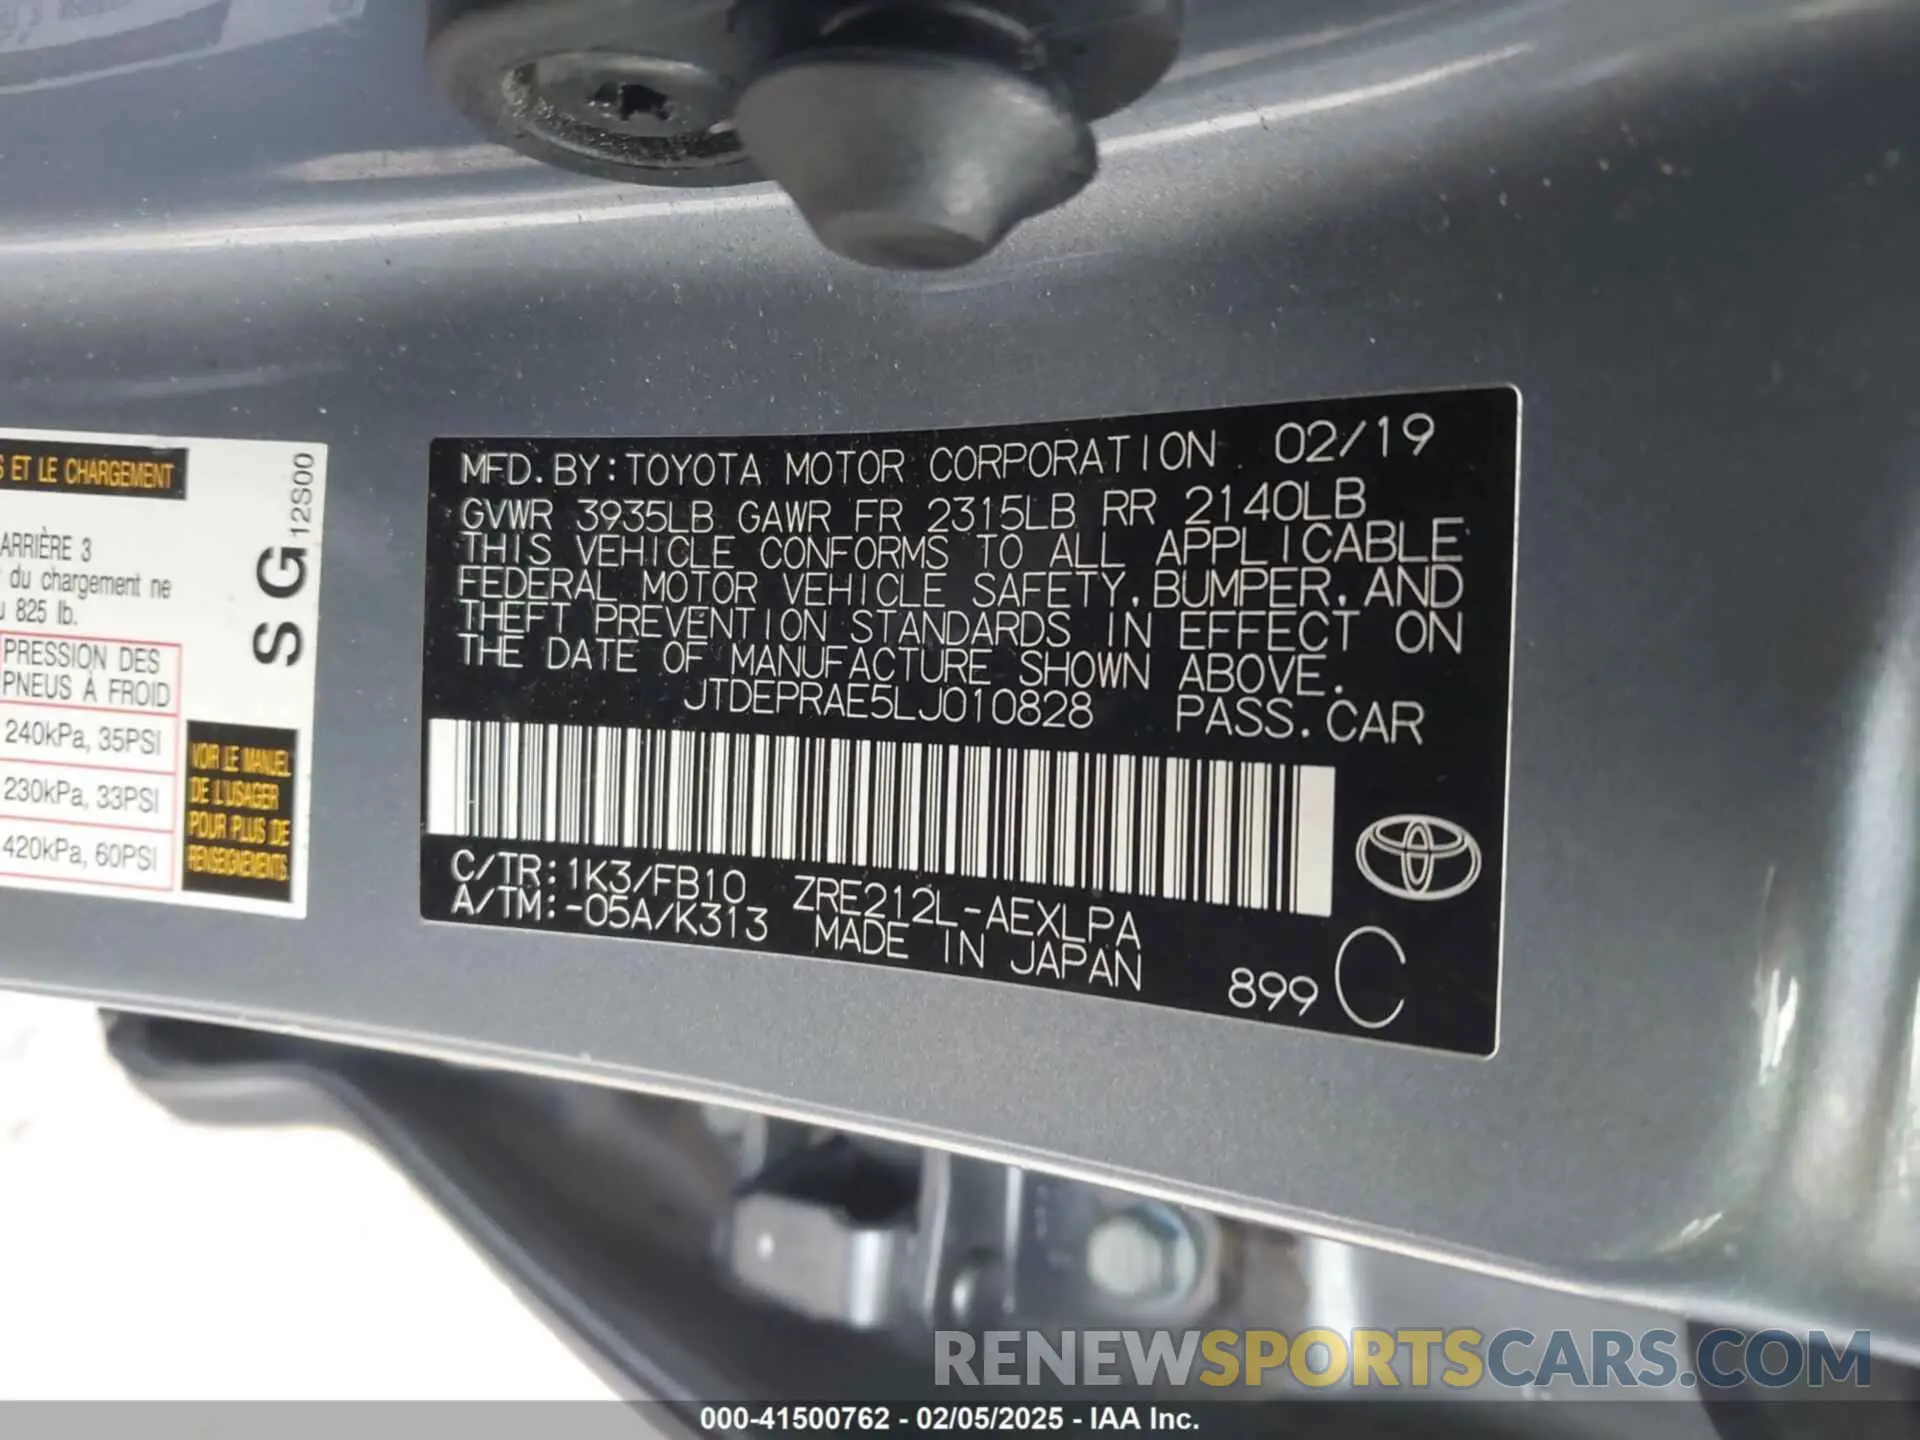 S ET LE CHARGEMENT
ARRIÈRE 3
du chargement ne
825 lb.
PRESSION DES
PNEUS À FROID
240kPa, 35PSI
230kPa, 33PSI
420kPa, 60PSI
SG
12S00
VOIR LE MANUEL
DE L'USAGER
POUR PLUS DE
RENSEIGNEMENTS.
MFD. BY: TOYOTA MOTOR CORPORATION 02/19
GVWR 3935LB GAWR FR 2315LB RR 2140LB
THIS VEHICLE CONFORMS TO ALL APPLICABLE
FEDERAL MOTOR VEHICLE SAFETY, BUMPER, AND
THEFT PREVENTION STANDARDS IN EFFECT ON
THE DATE OF MANUFACTURE SHOWN ABOVE.
JTDEPRAE5LJ010828 PASS. CAR
C/TR: 1K3/FB10 ZRE212L-AEXLPA
A/TM: -05A/K313 MADE IN JAPAN
899 C
RENEWSPORTSCARS.COM
000-41500762 - 02/05/2025 - IAA Inc.